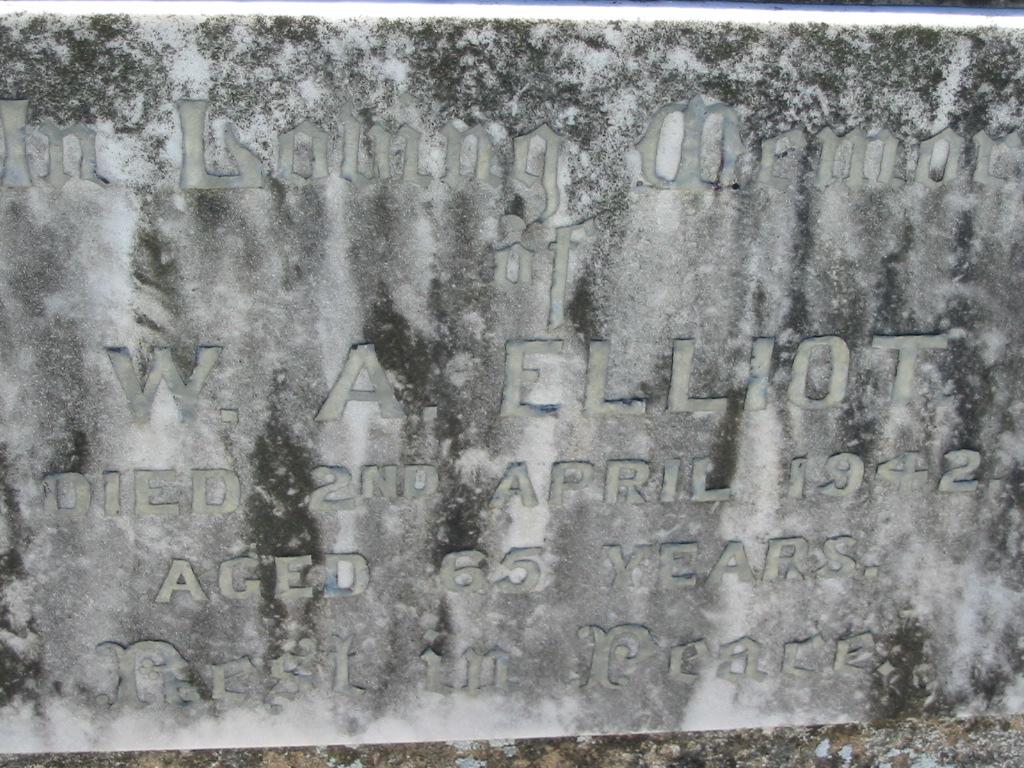 In Loving Memor
of
W. A. ELLIOT.
DIED 2ND APRIL 1942.
AGED 65 YEARS.
Rest in Peace.